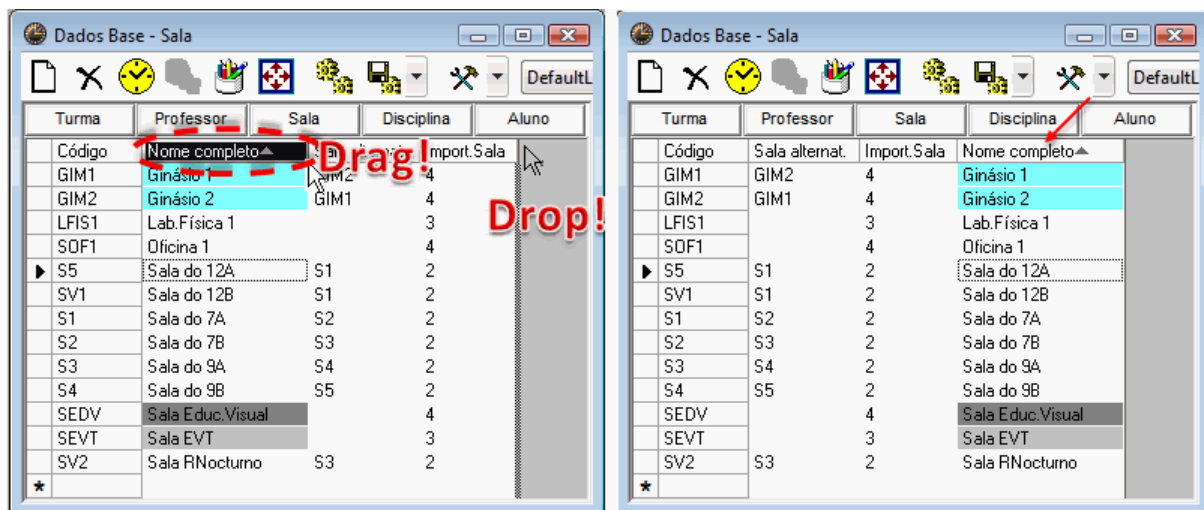 Dados Base - Sala
DefaultL
Turma Professor Sala Disciplina Aluno
Código Nome completo Import.Sala
Drag!
GIM1 Ginásio 1 GIM2 4
GIM2 Ginásio 2 GIM1 4
Drop!
LFIS1 Lab.Física 1 3
SOF1 Oficina 1 4
S5 Sala do 12A S1 2
SV1 Sala do 12B S1 2
S1 Sala do 7A S2 2
S2 Sala do 7B S3 2
S3 Sala do 9A S4 2
S4 Sala do 9B S5 2
SEDV Sala Educ.Visual 4
SEVT Sala EVT 3
SV2 Sala RNocturno S3 2
*
Dados Base - Sala
DefaultL
Turma Professor Sala Disciplina Aluno
Código Sala alternat. Import.Sala Nome completo
GIM1 GIM2 4 Ginásio 1
GIM2 GIM1 4 Ginásio 2
LFIS1 3 Lab.Física 1
SOF1 4 Oficina 1
S5 S1 2 Sala do 12A
SV1 S1 2 Sala do 12B
S1 S2 2 Sala do 7A
S2 S3 2 Sala do 7B
S3 S4 2 Sala do 9A
S4 S5 2 Sala do 9B
SEDV 4 Sala Educ.Visual
SEVT 3 Sala EVT
SV2 S3 2 Sala RNocturno
*